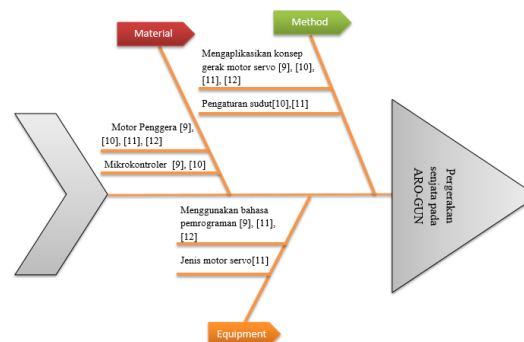 Material
Method
Mengaplikasikan konsep
gerak motor servo [9], [10],
[11], [12]
Pengaturan sudut[10],[11]
Motor Penggera [9],
[10], [11], [12]
Mikrokontroler [9], [10]
Menggunakan bahasa
pemrograman [9], [11],
[12]
Jenis motor servo[11]
Equipment
Pergerakan
senjata pada
ARO-GUN